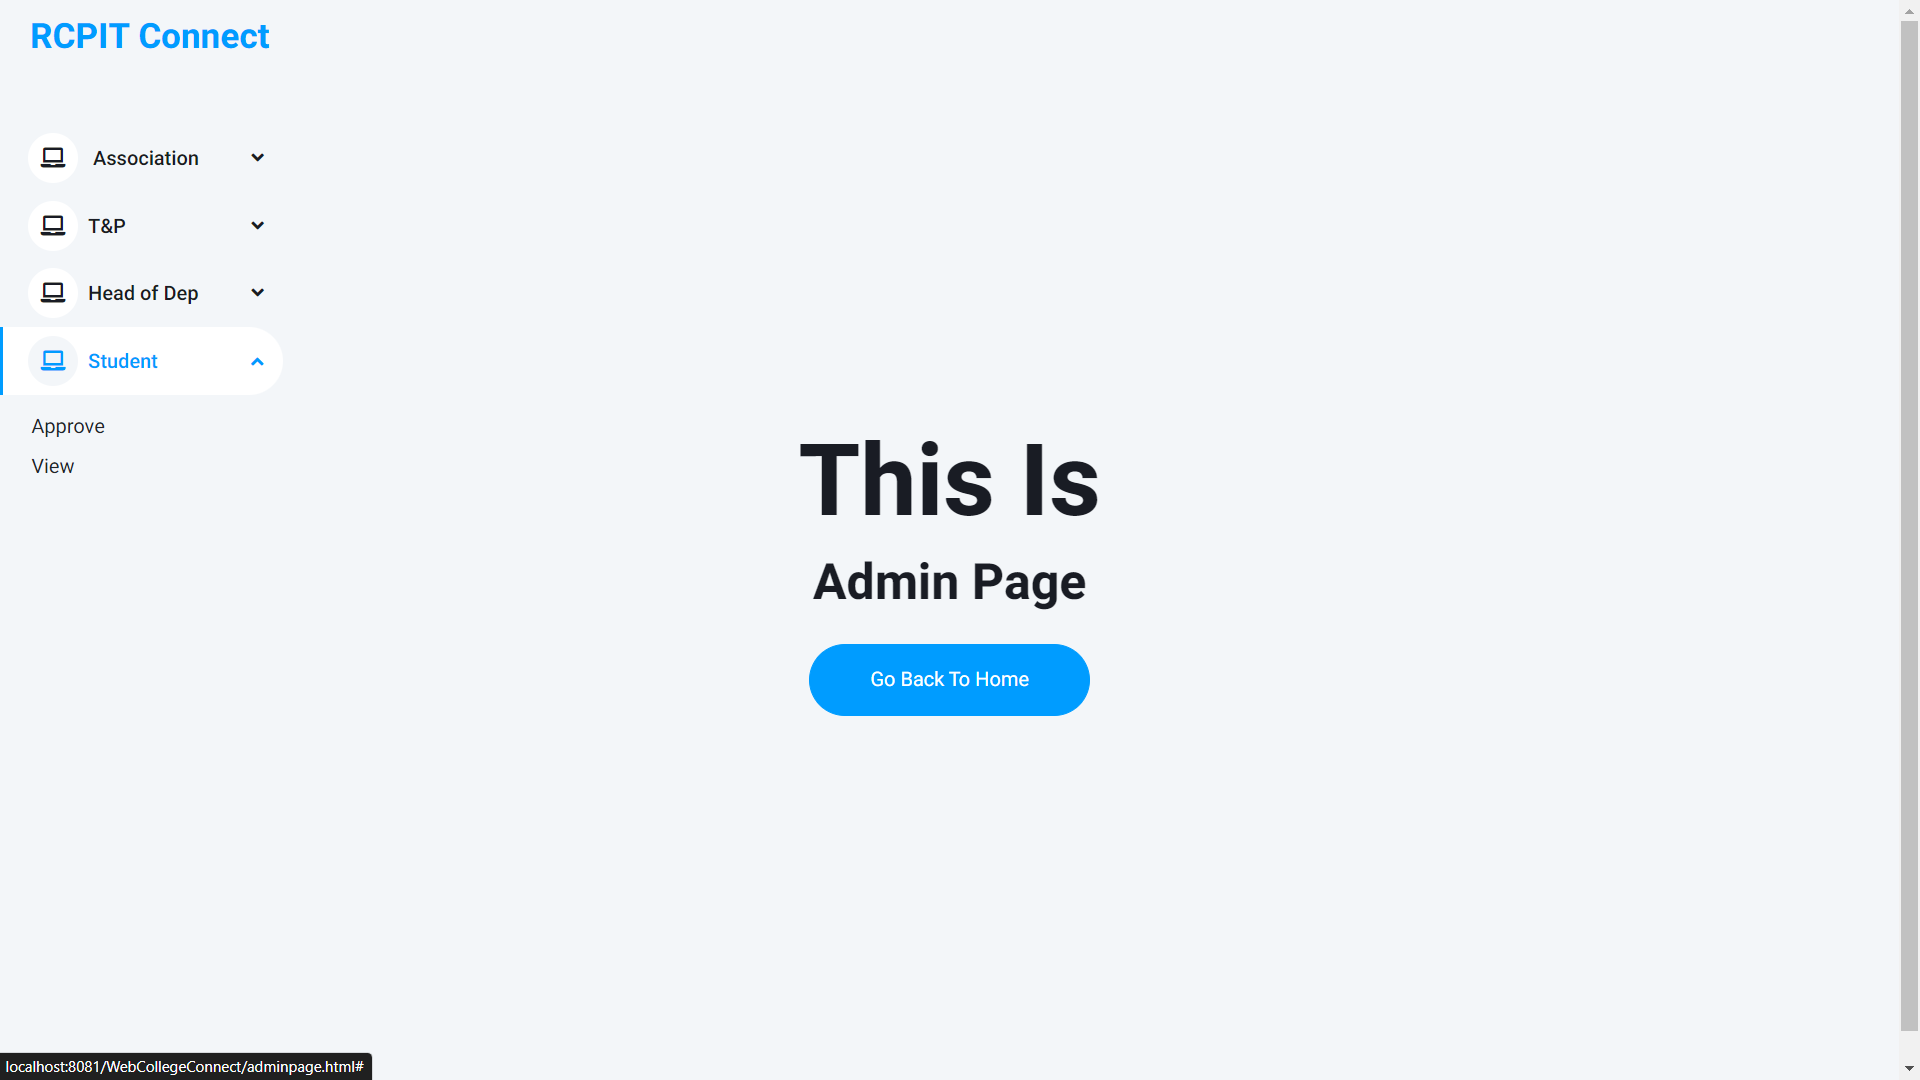 RCPIT Connect
Association
T&P
Head of Dep
Student
Approve
View
This Is
Admin Page
Go Back To Home
localhost:8081/WebCollegeConnect/adminpage.html#